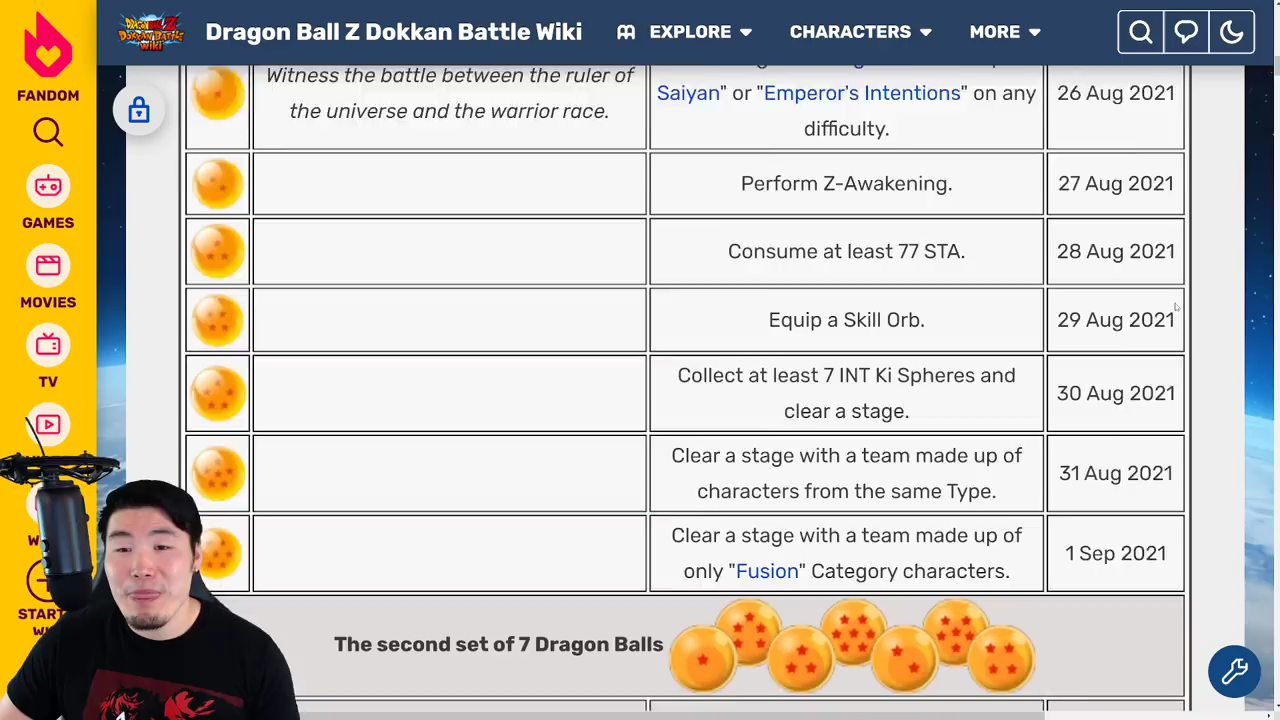 Dragon Ball Z Dokkan Battle Wiki
EXPLORE
CHARACTERS
MORE
FANDOM
GAMES
MOVIES
TV
START
Witness the battle between the ruler of
the universe and the warrior race.
Saiyan" or "Emperor's Intentions" on any
difficulty.
26 Aug 2021
Perform Z-Awakening.
27 Aug 2021
Consume at least 77 STA.
28 Aug 2021
Equip a Skill Orb.
29 Aug 2021
Collect at least 7 INT Ki Spheres and
clear a stage.
30 Aug 2021
Clear a stage with a team made up of
characters from the same Type.
31 Aug 2021
Clear a stage with a team made up of
only "Fusion" Category characters.
1 Sep 2021
The second set of 7 Dragon Balls